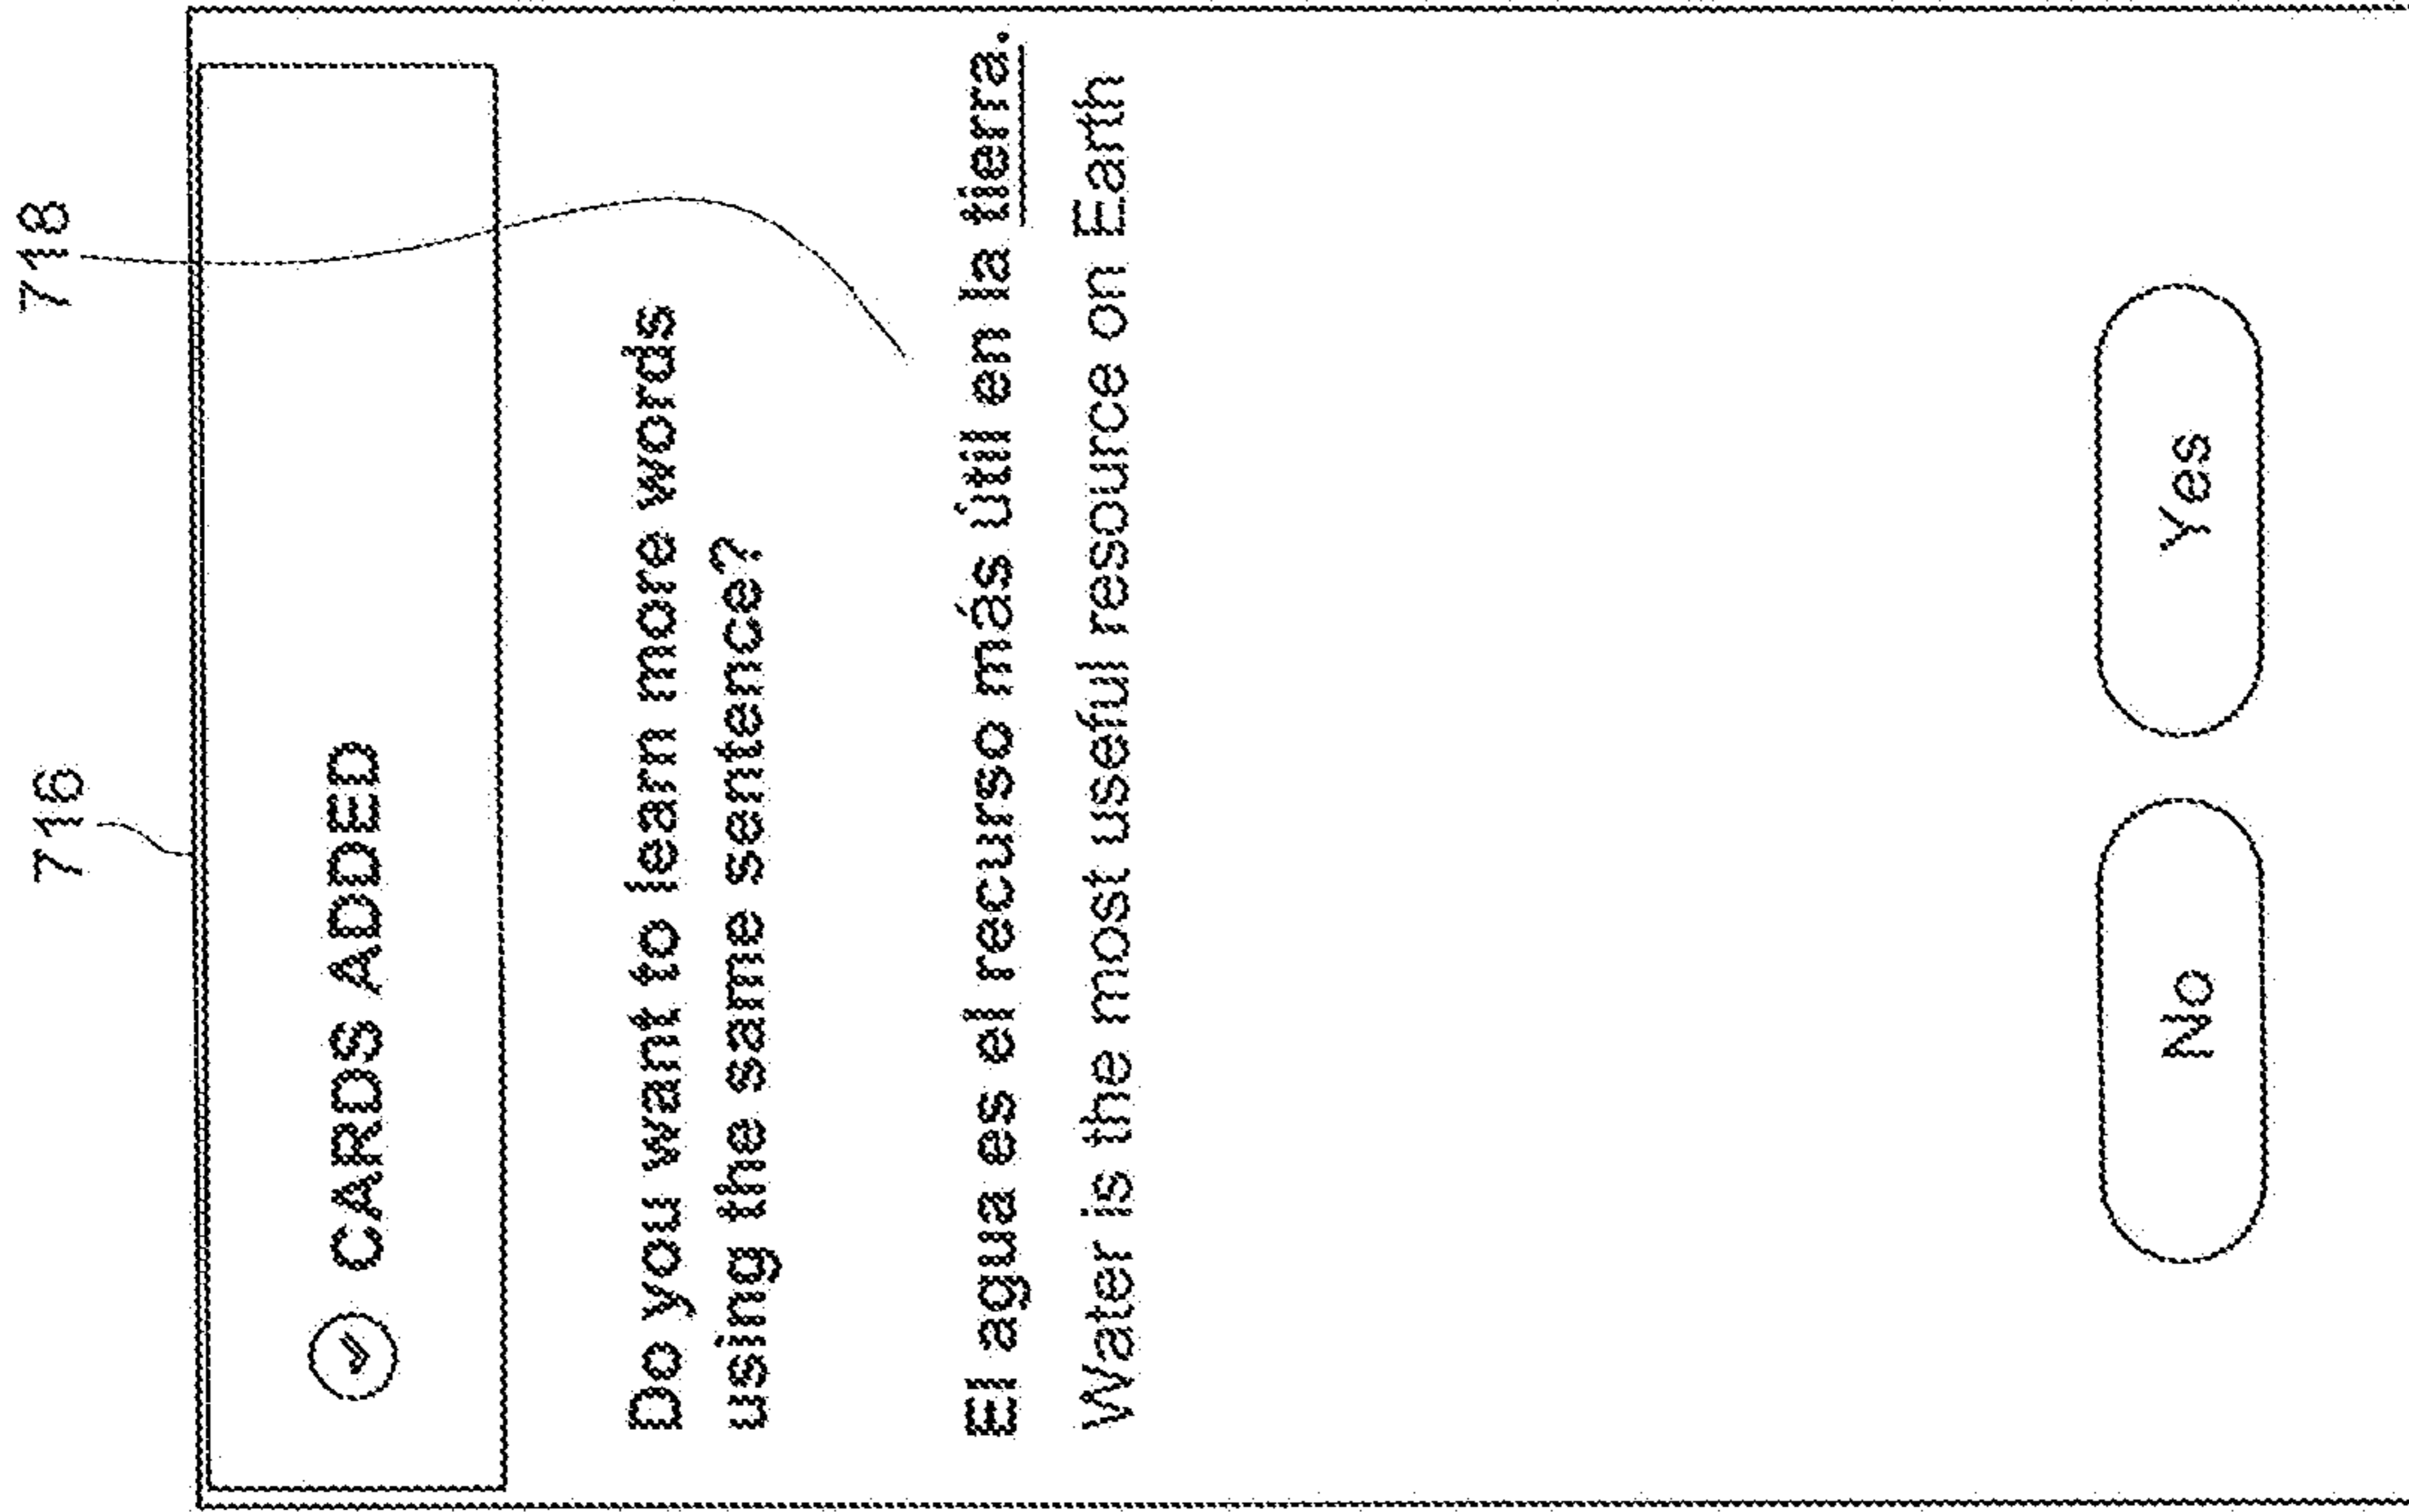 716
718
CARDS ADDED
Do you want to learn more words
using the same sentence?
El agua es el recurso más útil en la tierra.
Water is the most useful resource on Earth
No
Yes